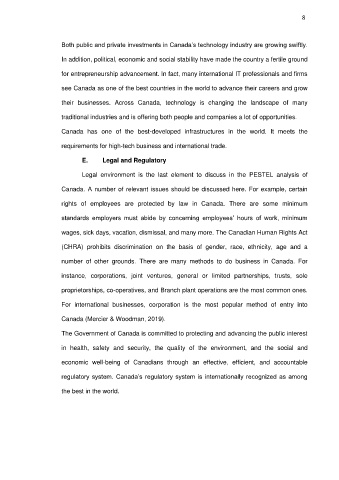 8
Both public and private investments in Canada's technology industry are growing swiftly.
In addition, political, economic and social stability have made the country a fertile ground
for entrepreneurship advancement. In fact, many international IT professionals and firms
see Canada as one of the best countries in the world to advance their careers and grow
their businesses. Across Canada, technology is changing the landscape of many
traditional industries and is offering both people and companies a lot of opportunities.
Canada has one of the best-developed infrastructures in the world. It meets the
requirements for high-tech business and international trade.
E. Legal and Regulatory
Legal environment is the last element to discuss in the PESTEL analysis of
Canada. A number of relevant issues should be discussed here. For example, certain
rights of employees are protected by law in Canada. There are some minimum
standards employers must abide by concerning employees' hours of work, minimum
wages, sick days, vacation, dismissal, and many more. The Canadian Human Rights Act
(CHRA) prohibits discrimination on the basis of gender, race, ethnicity, age and a
number of other grounds. There are many methods to do business in Canada. For
instance, corporations, joint ventures, general or limited partnerships, trusts, sole
proprietorships, co-operatives, and Branch plant operations are the most common ones.
For international businesses, corporation is the most popular method of entry into
Canada (Mercier & Woodman, 2019).
The Government of Canada is committed to protecting and advancing the public interest
in health, safety and security, the quality of the environment, and the social and
economic well-being of Canadians through an effective, efficient, and accountable
regulatory system. Canada's regulatory system is internationally recognized as among
the best in the world.